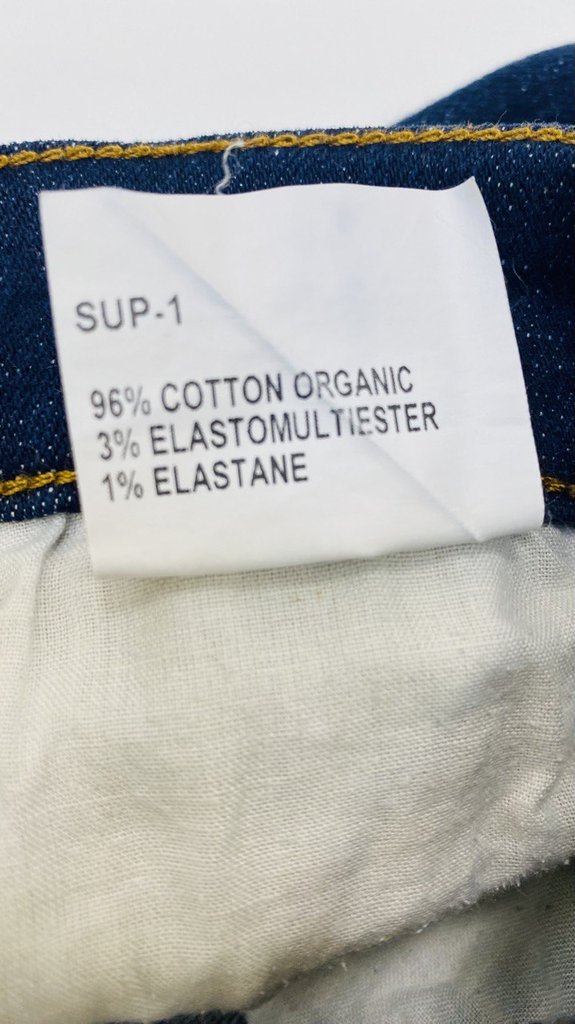 SUP-1
96% COTTON ORGANIC
3% ELASTOMULTIESTER
1% ELASTANE